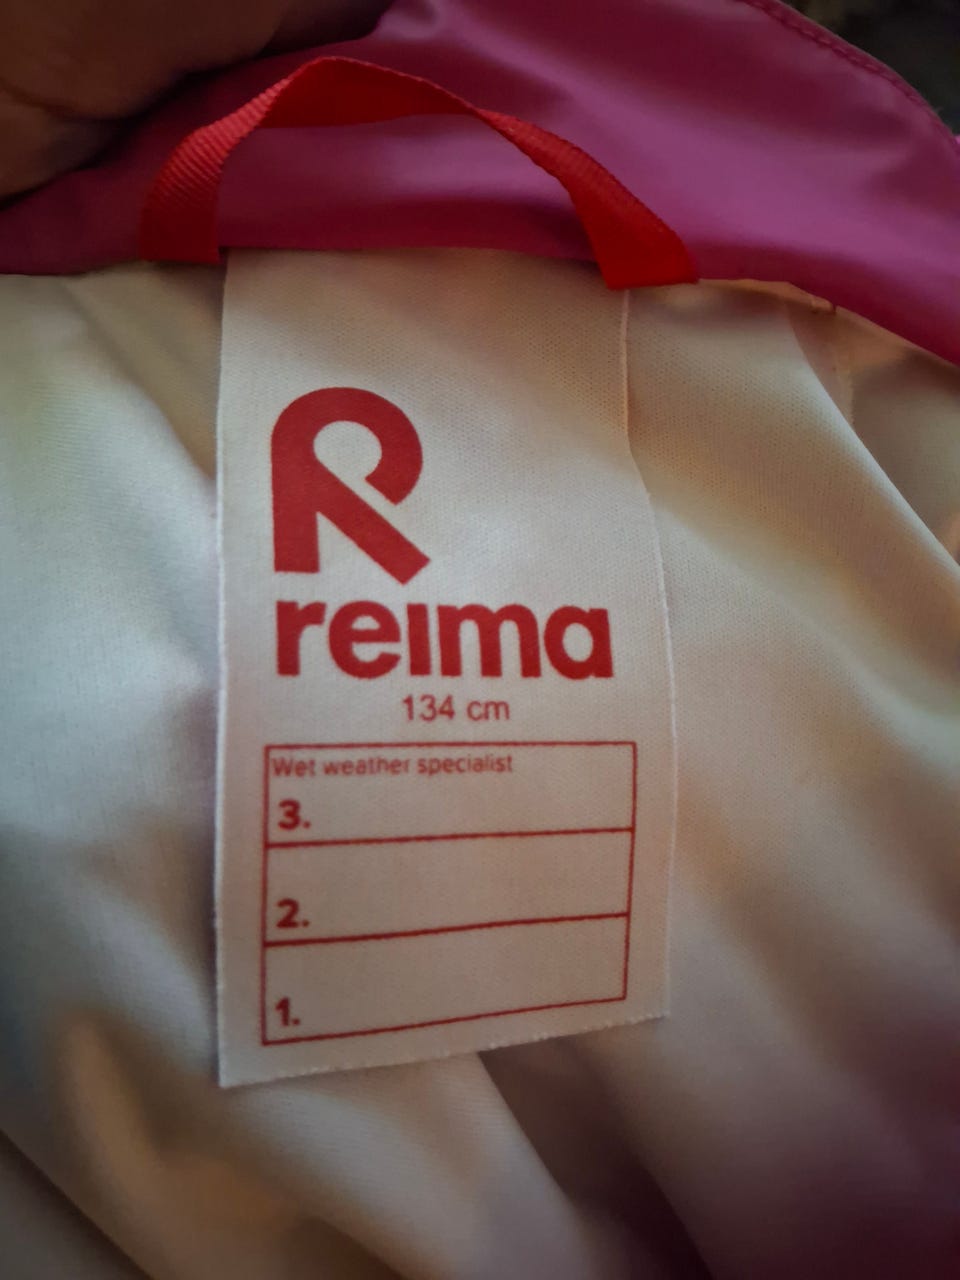 reima
134 cm
Wet weather specialist
3.
2.
1.